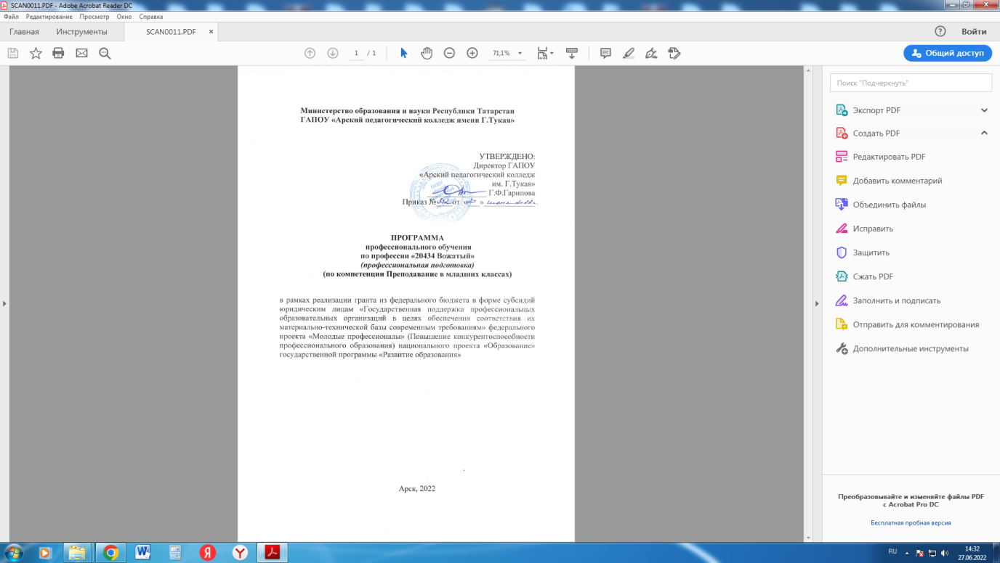 SCAN0011.PDF - Adobe Acrobat Reader DC
Файл Редактирование Просмотр Окно Справка
Главная Инструменты SCAN0011.PDF × Войти
1 / 1 71,1% Общий доступ
Министерство образования и науки Республики Татарстан
ГАПОУ «Арский педагогический колледж имени Г.Тукая»
УТВЕРЖДЕНО:
Директор ГАПОУ
«Арский педагогический колледж
им. Г.Тукая»
Г.Ф.Гарипова
Приказ № от « »
ПРОГРАММА
профессионального обучения
по профессии «20434 Вожатый»
(профессиональная подготовка)
(по компетенции Преподавание в младших классах)
в рамках реализации гранта из федерального бюджета в форме субсидий
юридическим лицам «Государственная поддержка профессиональных
образовательных организаций в целях обеспечения соответствия их
материально-технической базы современным требованиям» федерального
проекта «Молодые профессионалы» (Повышение конкурентоспособности
профессионального образования) национального проекта «Образование»
государственной программы «Развитие образования»
Арск, 2022
Поиск "Подчеркнуть"
Экспорт PDF
Создать PDF
Редактировать PDF
Добавить комментарий
Объединить файлы
Исправить
Защитить
Сжать PDF
Заполнить и подписать
Отправить для комментирования
Дополнительные инструменты
Преобразовывайте и изменяйте файлы PDF
с Acrobat Pro DC
Бесплатная пробная версия
RU 14:32
27.06.2022